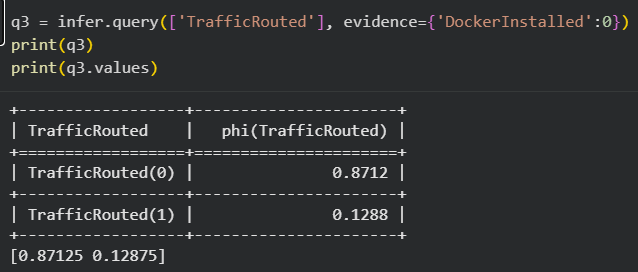 q3 = infer.query(['TrafficRouted'], evidence={'DockerInstalled':0})
print(q3)
print(q3.values)
+------------------+----------------------+
| TrafficRouted    |   phi(TrafficRouted) |
+==================+======================+
| TrafficRouted(0) |               0.8712 |
+------------------+----------------------+
| TrafficRouted(1) |               0.1288 |
+------------------+----------------------+
[0.87125 0.12875]